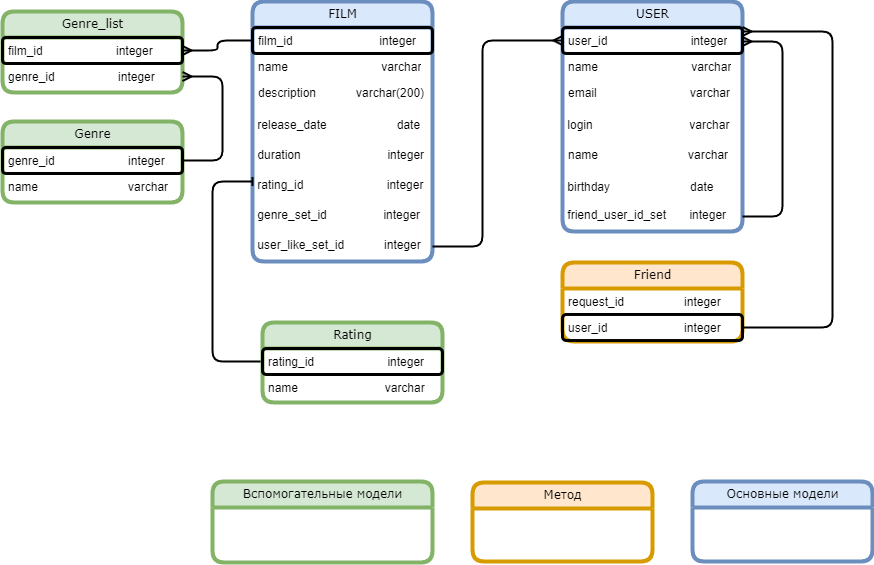 Genre_list
film_id integer
genre_id integer
Genre
genre_id integer
name varchar
FILM
film_id integer
name varchar
description varchar(200)
release_date date
duration integer
rating_id integer
genre_set_id integer
user_like_set_id integer
USER
user_id integer
name varchar
email varchar
login varchar
name varchar
birthday date
friend_user_id_set integer
Friend
request_id integer
user_id integer
Rating
rating_id integer
name varchar
Вспомогательные модели
Метод
Основные модели